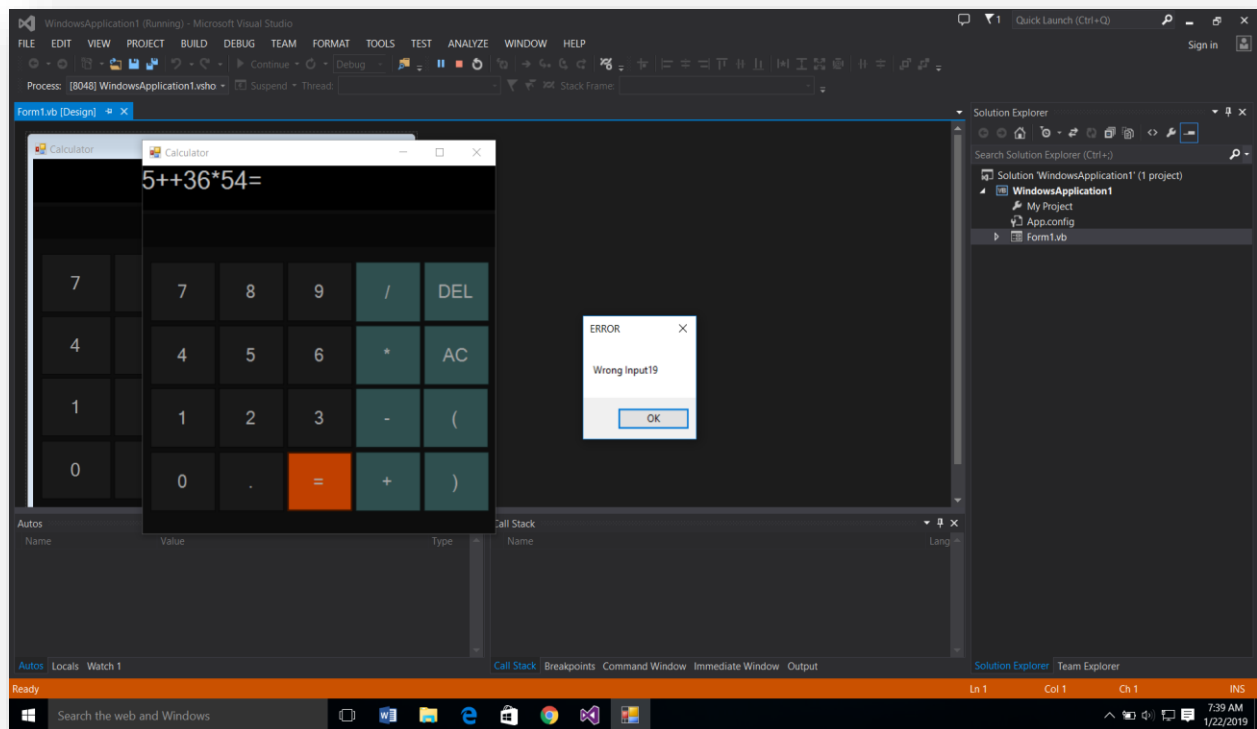 WindowsApplication1 (Running) - Microsoft Visual Studio
1 Quick Launch (Ctrl+Q)
FILE EDIT VIEW PROJECT BUILD DEBUG TEAM FORMAT TOOLS TEST ANALYZE WINDOW HELP
Sign in
Continue Debug
Process: [8048] WindowsApplication1.vsho Suspend Thread: Stack Frame:
Form1.vb [Design]
Calculator
7
4
1
0
Calculator
5++36*54=
7 8 9 / DEL
4 5 6 * AC
1 2 3 - (
0 . = + )
ERROR
Wrong Input19
OK
Solution Explorer
Search Solution Explorer (Ctrl+;)
Solution 'WindowsApplication1' (1 project)
WindowsApplication1
My Project
App.config
Form1.vb
Autos
Name Value Type
Call Stack
Name Lang
Autos Locals Watch 1
Call Stack Breakpoints Command Window Immediate Window Output
Solution Explorer Team Explorer
Ready Ln 1 Col 1 Ch 1 INS
Search the web and Windows
7:39 AM
1/22/2019